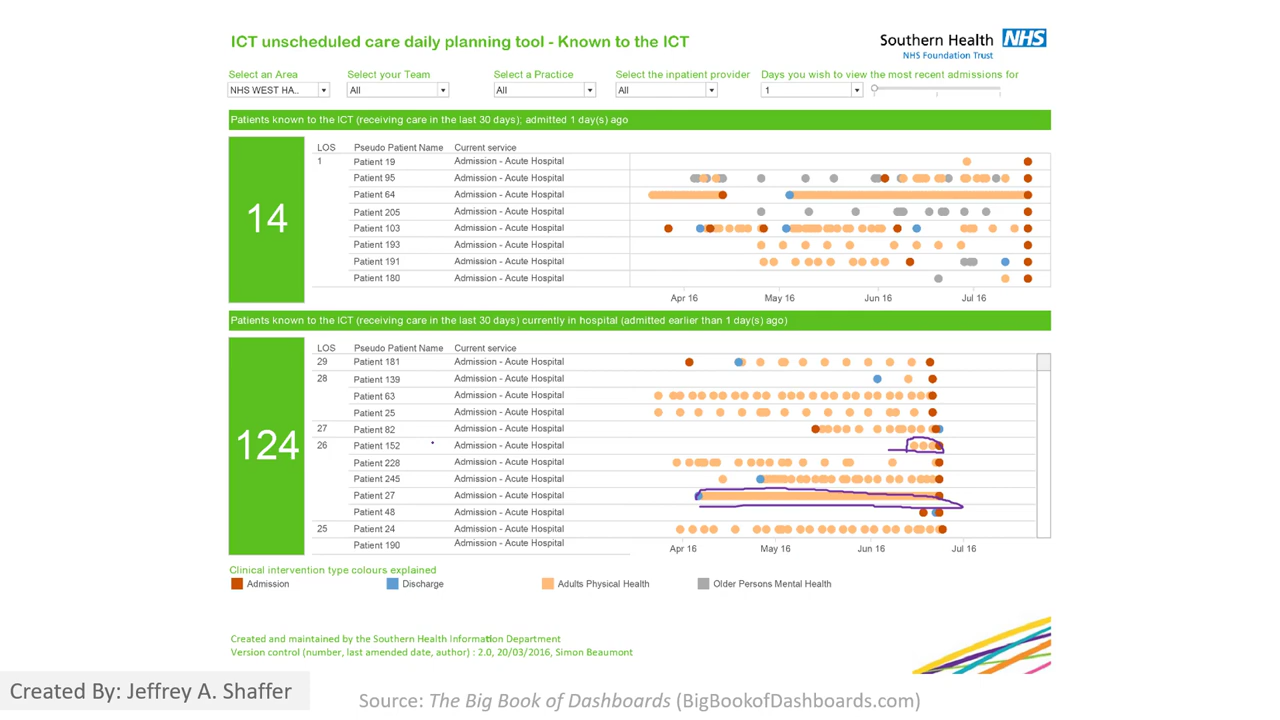 ICT unscheduled care daily planning tool - Known to the ICT
Southern Health NHS
NHS Foundation Trust
Select an Area Select your Team Select a Practice Select the inpatient provider Days you wish to view the most recent admissions for
NHS WEST HA.. All All All 1
Patients known to the ICT (receiving care in the last 30 days); admitted 1 day(s) ago
14
LOS Pseudo Patient Name Current service
1 Patient 19 Admission - Acute Hospital
Patient 95 Admission - Acute Hospital
Patient 64 Admission - Acute Hospital
Patient 205 Admission - Acute Hospital
Patient 103 Admission - Acute Hospital
Patient 193 Admission - Acute Hospital
Patient 191 Admission - Acute Hospital
Patient 180 Admission - Acute Hospital
Apr 16 May 16 Jun 16 Jul 16
Patients known to the ICT (receiving care in the last 30 days) currently in hospital (admitted earlier than 1 day(s) ago)
124
LOS Pseudo Patient Name Current service
29 Patient 181 Admission - Acute Hospital
28 Patient 139 Admission - Acute Hospital
Patient 63 Admission - Acute Hospital
Patient 25 Admission - Acute Hospital
27 Patient 82 Admission - Acute Hospital
26 Patient 152 Admission - Acute Hospital
Patient 228 Admission - Acute Hospital
Patient 245 Admission - Acute Hospital
Patient 27 Admission - Acute Hospital
Patient 48 Admission - Acute Hospital
25 Patient 24 Admission - Acute Hospital
Patient 190 Admission - Acute Hospital
Apr 16 May 16 Jun 16 Jul 16
Clinical intervention type colours explained
Admission Discharge Adults Physical Health Older Persons Mental Health
Created and maintained by the Southern Health Information Department
Version control (number, last amended date, author) : 2.0, 20/03/2016, Simon Beaumont
Created By: Jeffrey A. Shaffer
Source: The Big Book of Dashboards (BigBookofDashboards.com)